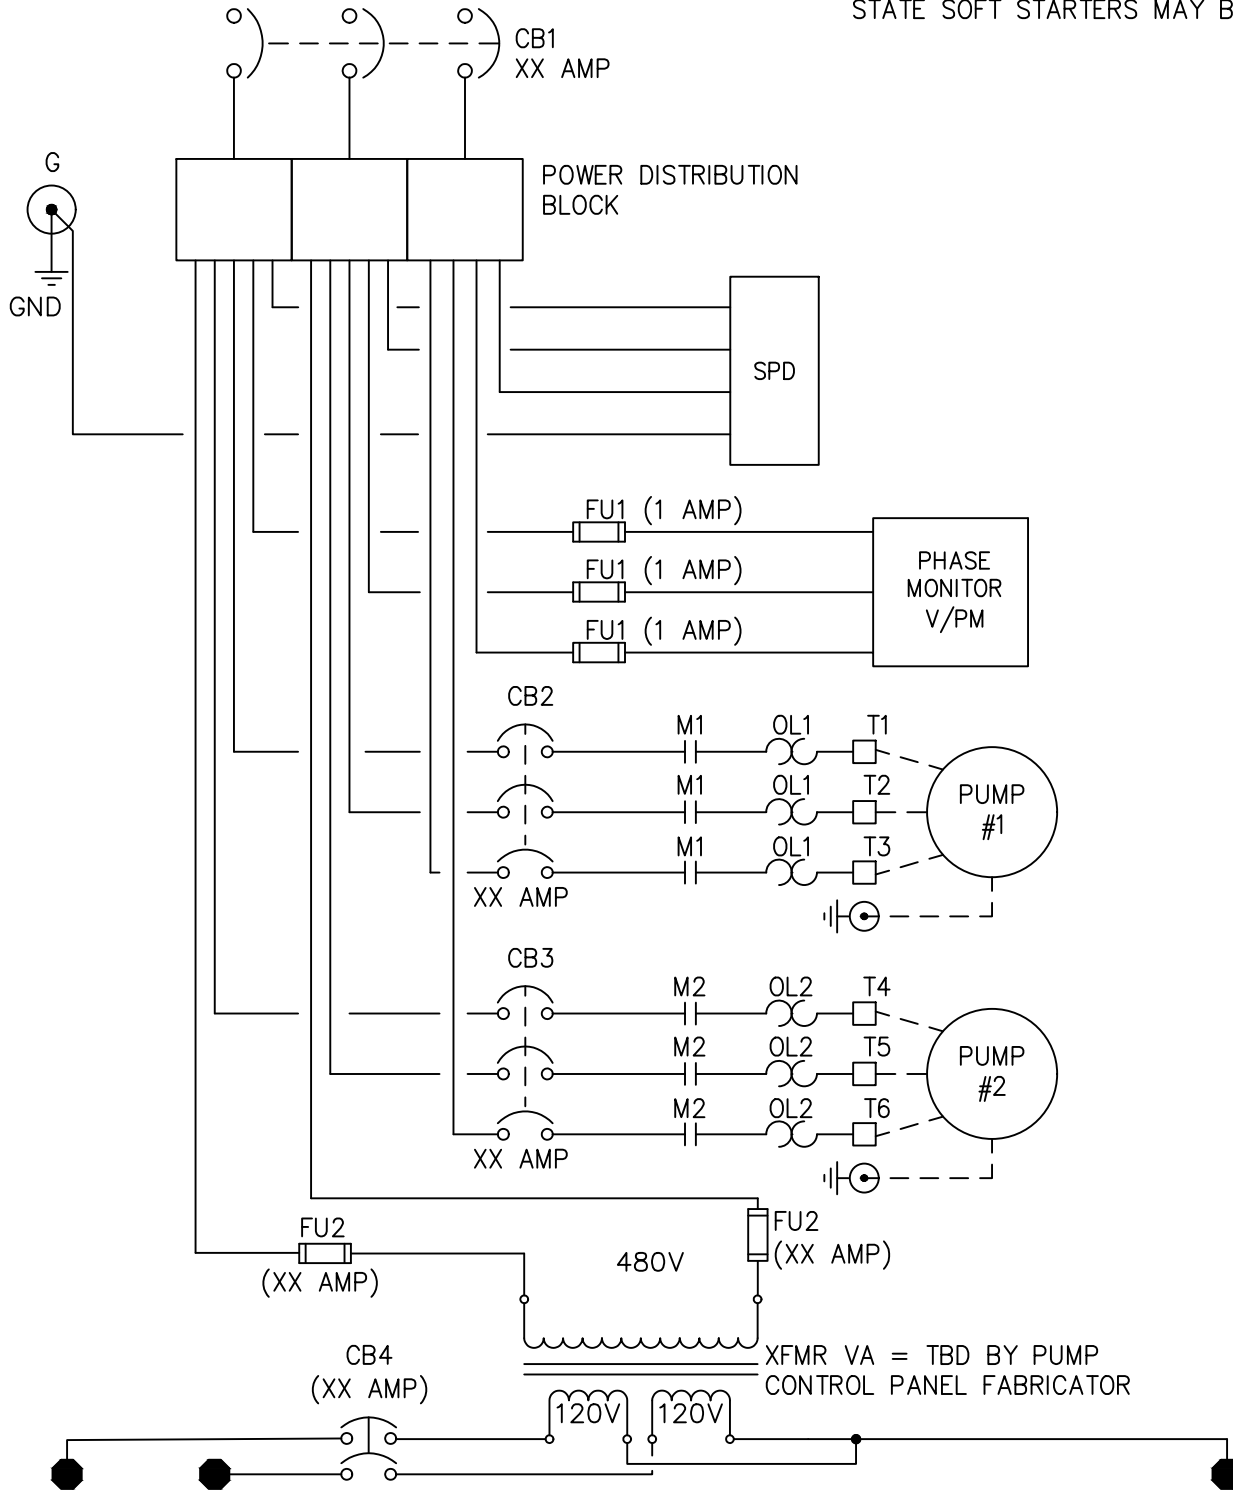 STATE SOFT STARTERS MAY B
CB1
XX AMP
G
GND
POWER DISTRIBUTION
BLOCK
SPD
FU1 (1 AMP)
FU1 (1 AMP)
FU1 (1 AMP)
PHASE
MONITOR
V/PM
CB2
M1 OL1 T1
M1 OL1 T2
M1 OL1 T3
XX AMP
PUMP
#1
CB3
M2 OL2 T4
M2 OL2 T5
M2 OL2 T6
XX AMP
PUMP
#2
FU2
(XX AMP)
480V
FU2
(XX AMP)
XFMR VA = TBD BY PUMP
CONTROL PANEL FABRICATOR
CB4
(XX AMP)
120V 120V